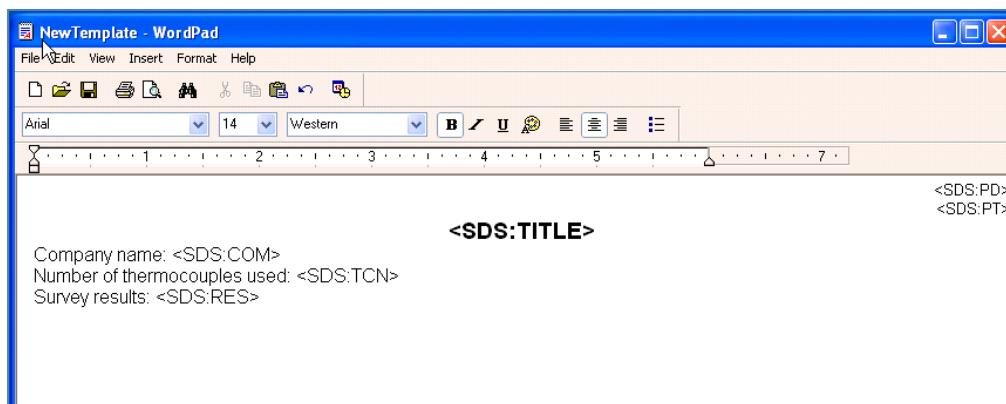 NewTemplate - WordPad
File Edit View Insert Format Help
Arial 14 Western B I U
1 2 3 4 5 7
<SDS:PD>
<SDS:PT>
<SDS:TITLE>
Company name: <SDS:COM>
Number of thermocouples used: <SDS:TCN>
Survey results: <SDS:RES>